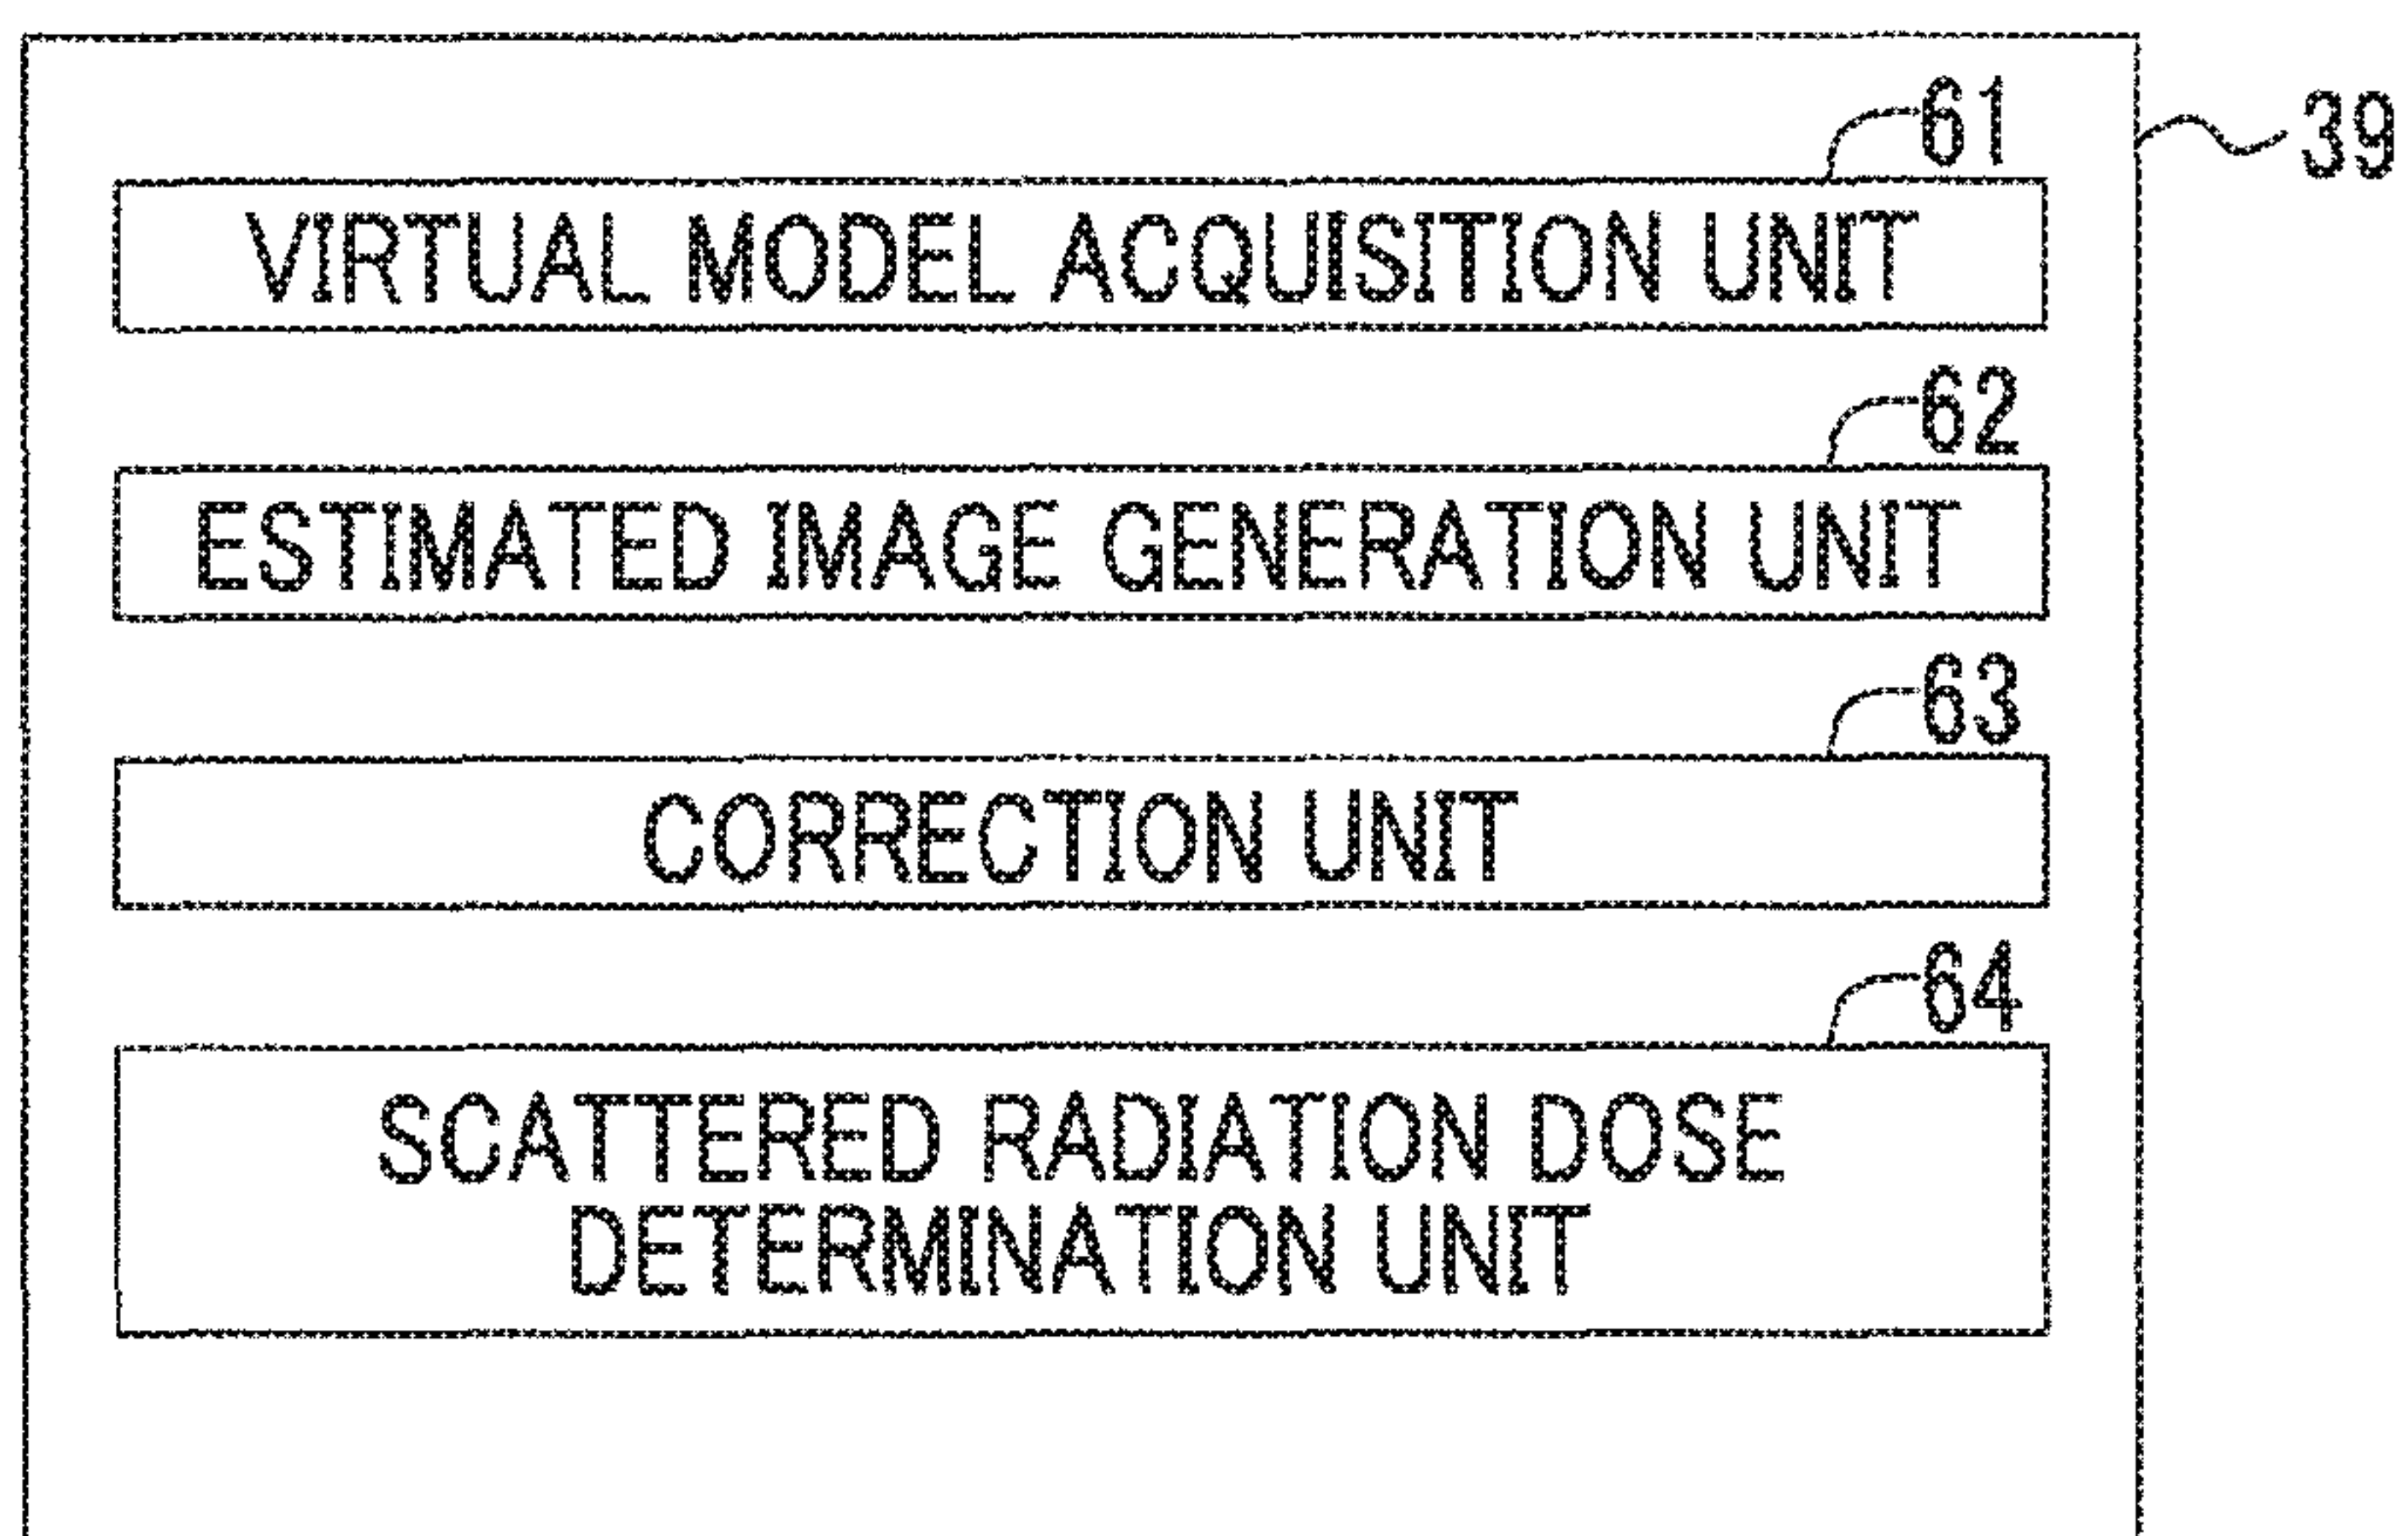 61
39
VIRTUAL MODEL ACQUISITION UNIT
62
ESTIMATED IMAGE GENERATION UNIT
63
CORRECTION UNIT
64
SCATTERED RADIATION DOSE
DETERMINATION UNIT